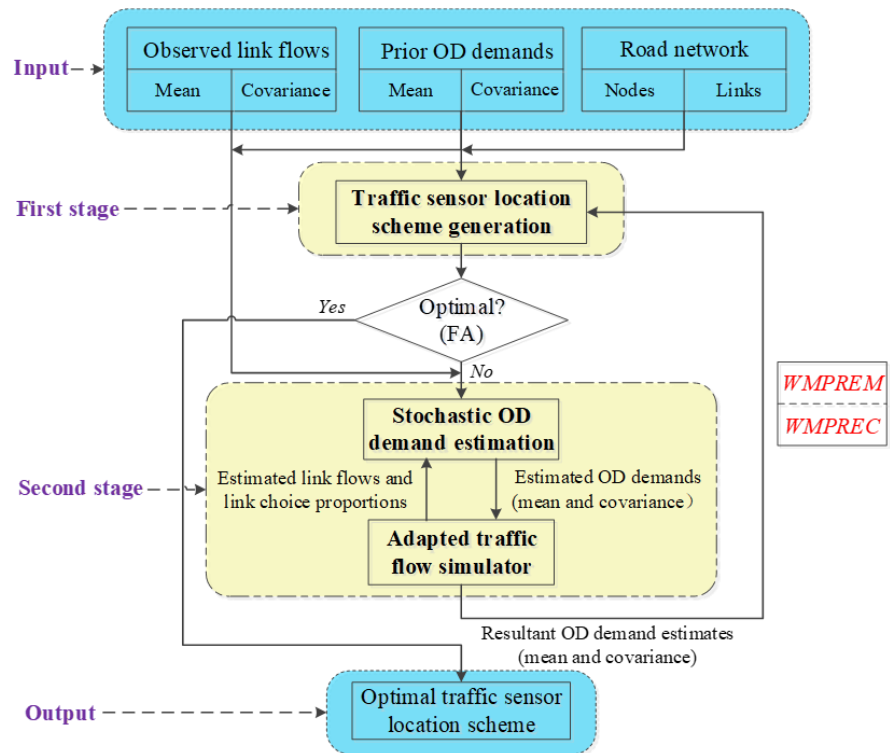 Input
Observed link flows
Mean
Covariance
Prior OD demands
Mean
Covariance
Road network
Nodes
Links
First stage
Traffic sensor location
scheme generation
Yes
Optimal?
(FA)
No
WMPREM
WMPREC
Second stage
Stochastic OD
demand estimation
Estimated link flows and
link choice proportions
Estimated OD demands
(mean and covariance）
Adapted traffic
flow simulator
Resultant OD demand estimates
(mean and covariance)
Output
Optimal traffic sensor
location scheme